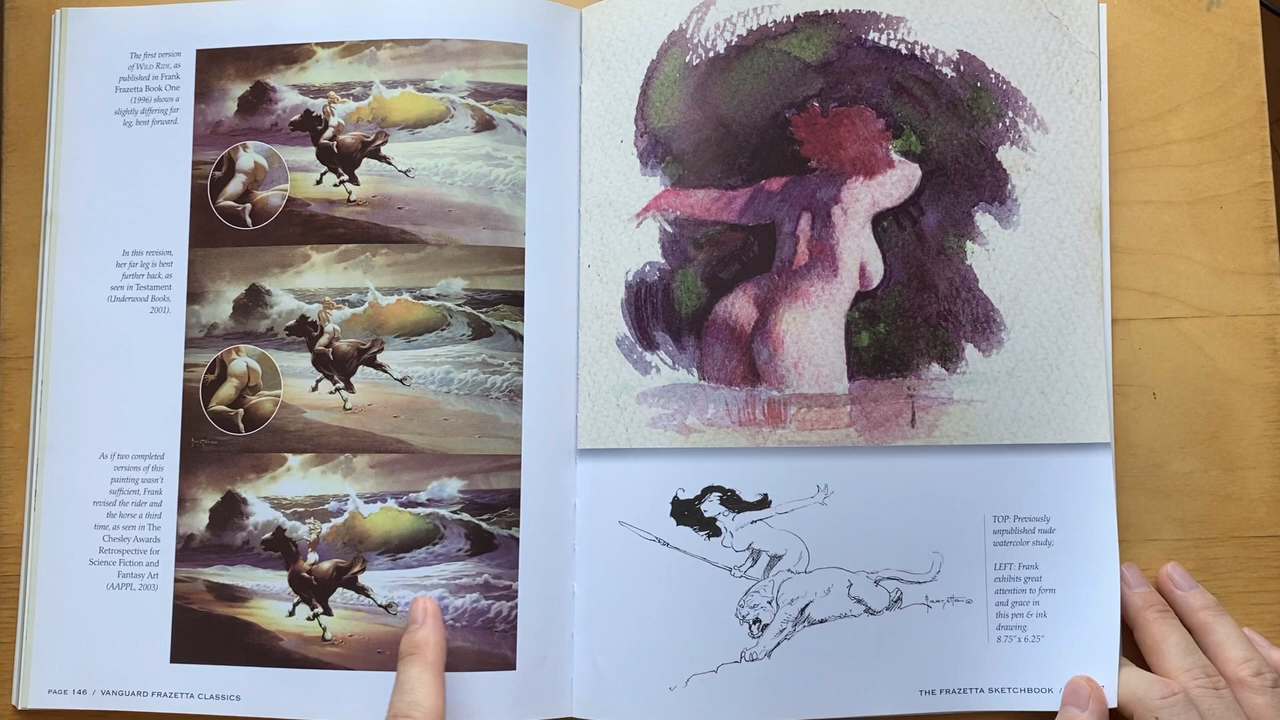 The first version
of WILD RIDE, as
published in Frank
Frazetta Book One
(1996) shows a
slightly differing far
leg, bent forward.
In this revision,
her far leg is bent
further back, as
seen in Testament
(Underwood Books,
2001).
As if two completed
versions of this
painting wasn't
sufficient, Frank
revised the rider and
the horse a third
time, as seen in The
Chesley Awards
Retrospective for
Science Fiction and
Fantasy Art
(AAPPL, 2003)
PAGE 146 / VANGUARD FRAZETTA CLASSICS
TOP: Previously
unpublished nude
watercolor study;
LEFT: Frank
exhibits great
attention to form
and grace in
this pen & ink
drawing.
8.75" x 6.25"
Frazetta ©
THE FRAZETTA SKETCHBOOK /